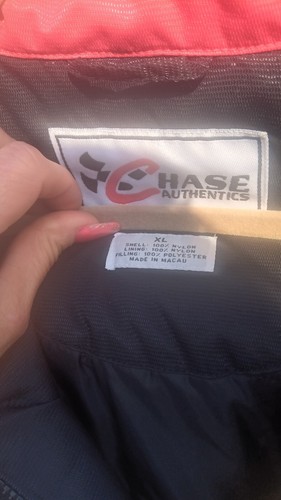 CHASE
AUTHENTICS
XL
SHELL: 100% NYLON
LINING: 100% NYLON
FILLING: 100% POLYESTER
MADE IN MACAU